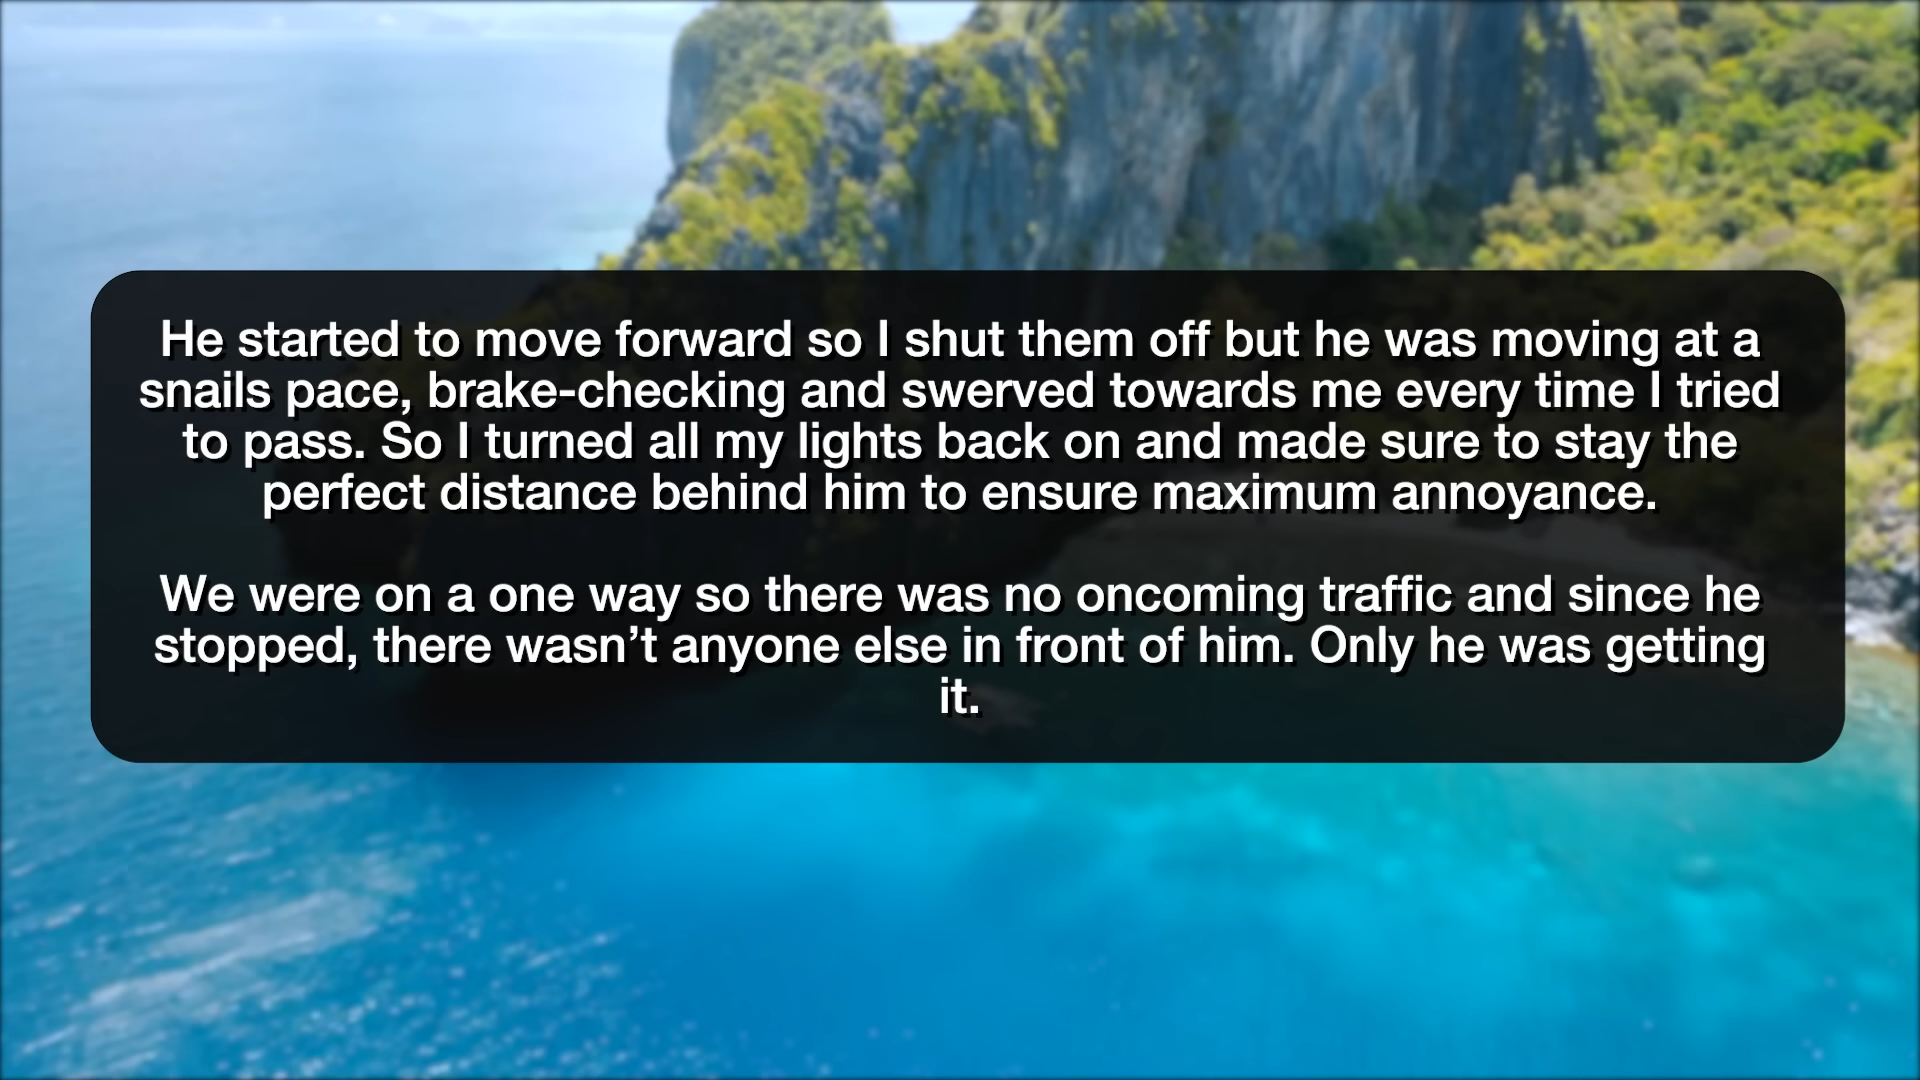 He started to move forward so I shut them off but he was moving at a
snails pace, brake-checking and swerved towards me every time I tried
to pass. So I turned all my lights back on and made sure to stay the
perfect distance behind him to ensure maximum annoyance.
We were on a one way so there was no oncoming traffic and since he
stopped, there wasn’t anyone else in front of him. Only he was getting
it.